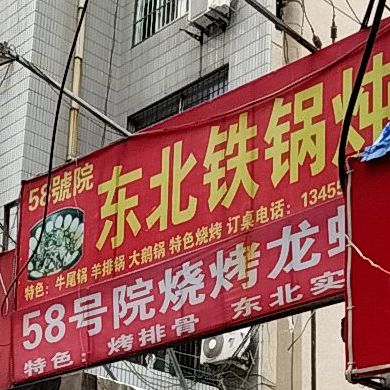 58號院
东北铁锅炖
特色：牛尾锅 羊排锅 大鹅锅 特色烧烤 订桌电话：13455
58号院烧烤龙虾
特色：烤排骨 东北实